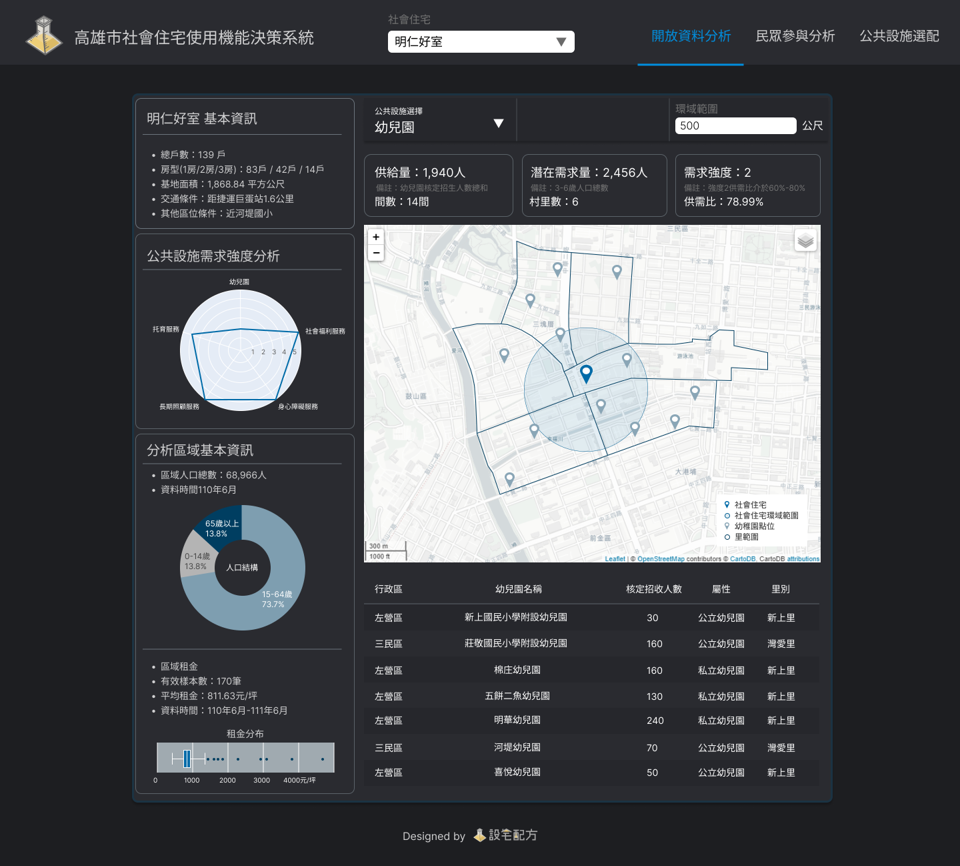 高雄市社會住宅使用機能決策系統
社會住宅
明仁好室
開放資料分析
民眾參與分析
公共設施選配
明仁好室 基本資訊
• 總戶數：139 戶
• 房型(1房/2房/3房)：83戶 / 42戶 / 14戶
• 基地面積：1,868.84 平方公尺
• 交通條件：距捷運巨蛋站1.6公里
• 其他區位條件：近河堤國小
公共設施需求強度分析
幼兒園
托育服務
社會福利服務
1 2 3 4 5
長期照顧服務
身心障礙服務
分析區域基本資訊
• 區域人口總數：68,966人
• 資料時間110年6月
65歲以上
13.8%
0-14歲
13.8%
人口結構
15-64歲
73.7%
• 區域租金
• 有效樣本數：170筆
• 平均租金：811.63元/坪
• 資料時間：110年6月-111年6月
租金分布
0 1000 2000 3000 4000元/坪
公共設施選擇
幼兒園
環域範圍
500 公尺
供給量：1,940人
備註：幼兒園核定招生人數總和
間數：14間
潛在需求量：2,456人
備註：3-6歲人口總數
村里數：6
需求強度：2
備註：強度2供需比介於60%-80%
供需比：78.99%
+
−
三民區
三塊厝
鼓山區
大港埔
前金區
社會住宅
社會住宅環域範圍
幼稚園點位
里範圍
300 m
1000 ft
Leaflet | © OpenStreetMap contributors © CartoDB, CartoDB attributions
行政區 幼兒園名稱 核定招收人數 屬性 里別
左營區 新上國民小學附設幼兒園 30 公立幼兒園 新上里
三民區 莊敬國民小學附設幼兒園 160 公立幼兒園 灣愛里
左營區 棉庄幼兒園 160 私立幼兒園 新上里
左營區 五餅二魚幼兒園 130 私立幼兒園 新上里
左營區 明華幼兒園 240 私立幼兒園 新上里
三民區 河堤幼兒園 70 公立幼兒園 灣愛里
左營區 喜悅幼兒園 50 公立幼兒園 新上里
Designed by 設宅配方